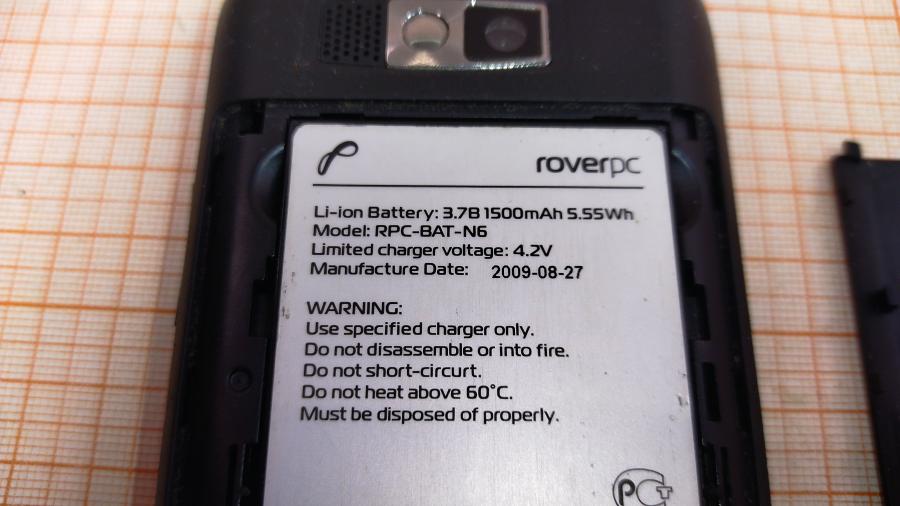 roverpc
Li-ion Battery: 3.7B 1500mAh 5.55Wh
Model: RPC-BAT-N6
Limited charger voltage: 4.2V
Manufacture Date: 2009-08-27
WARNING:
Use specified charger only.
Do not disassemble or into fire.
Do not short-circurt.
Do not heat above 60°C.
Must be disposed of properly.
РСТ